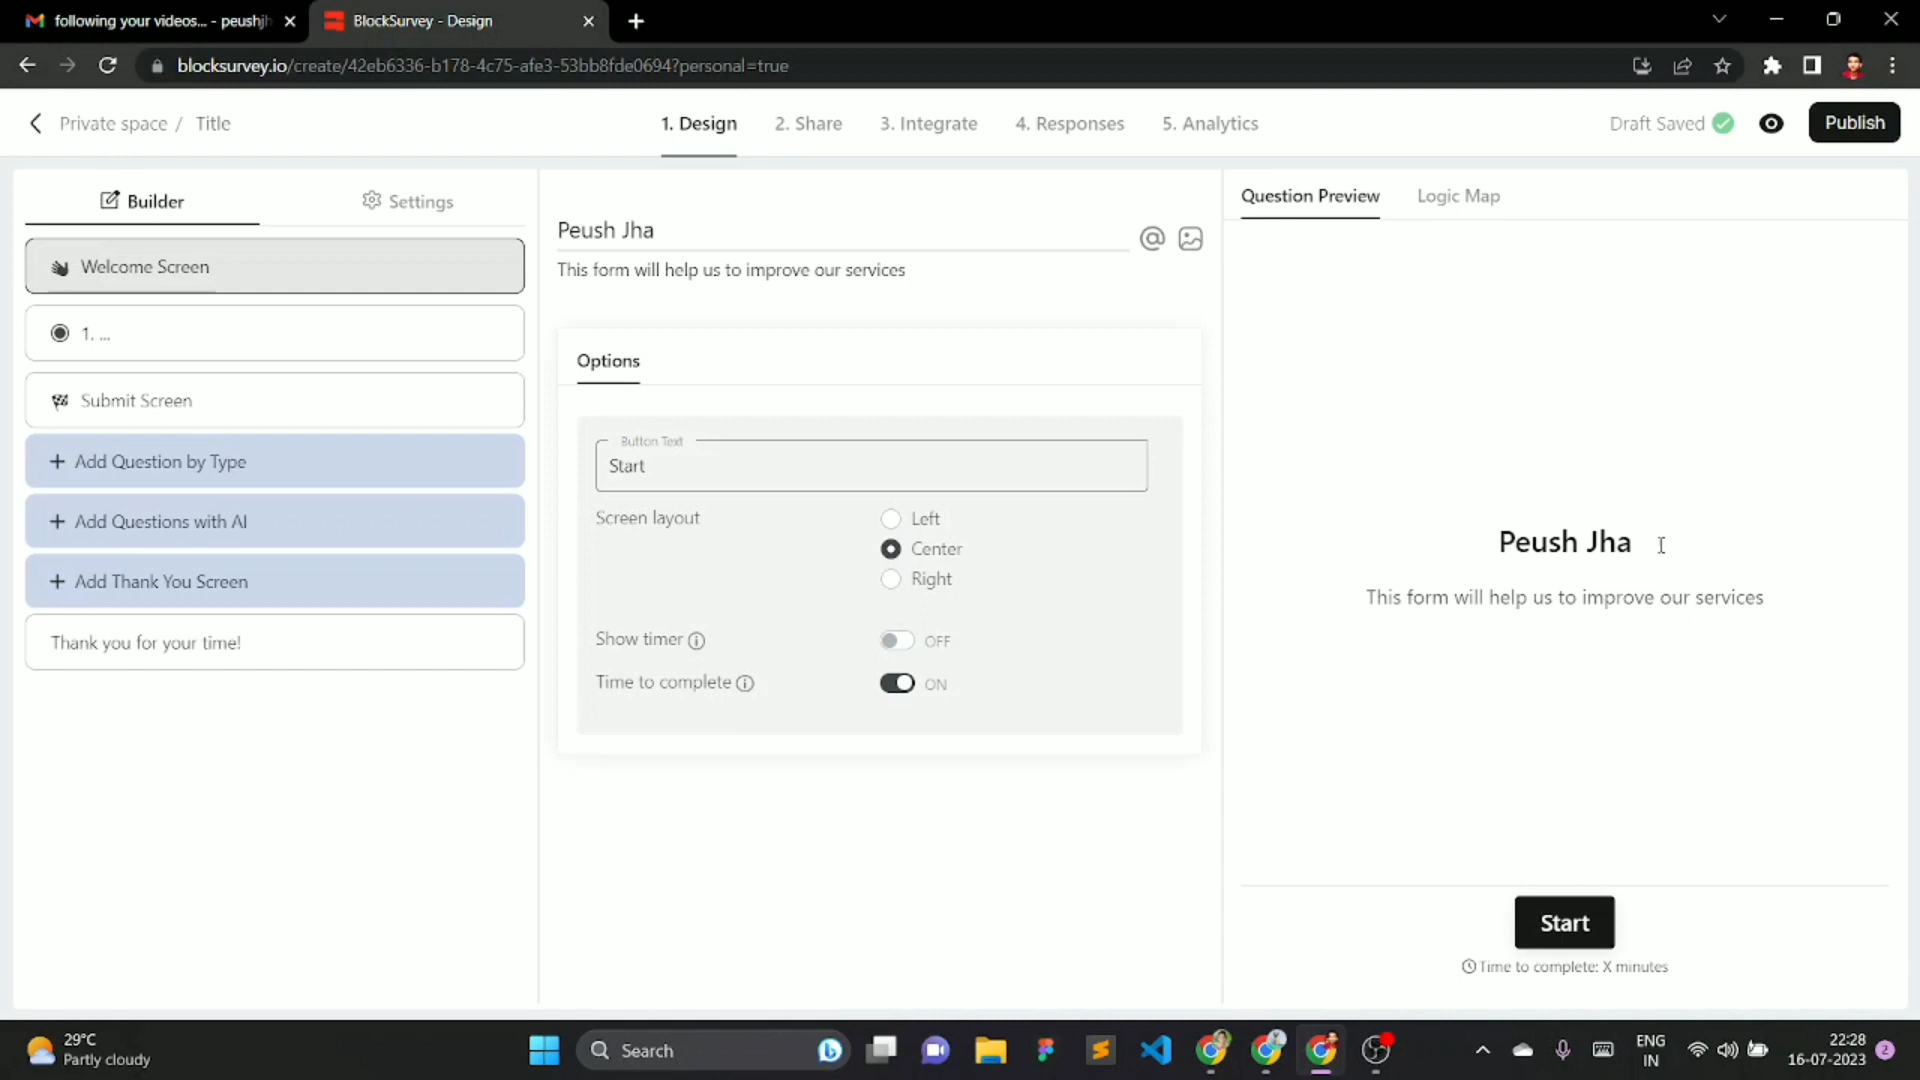 following your videos... - peushjh
BlockSurvey - Design
blocksurvey.io/create/42eb6336-b178-4c75-afe3-53bb8fde0694?personal=true
Private space / Title
1. Design
2. Share
3. Integrate
4. Responses
5. Analytics
Draft Saved
Publish
Builder
Settings
Welcome Screen
1. ...
Submit Screen
+ Add Question by Type
+ Add Questions with AI
+ Add Thank You Screen
Thank you for your time!
Peush Jha
This form will help us to improve our services
Options
Button Text
Start
Screen layout
Left
Center
Right
Show timer
OFF
Time to complete
ON
Question Preview
Logic Map
Peush Jha
This form will help us to improve our services
Start
Time to complete: X minutes
29°C
Partly cloudy
Search
ENG
IN
22:28
16-07-2023
2